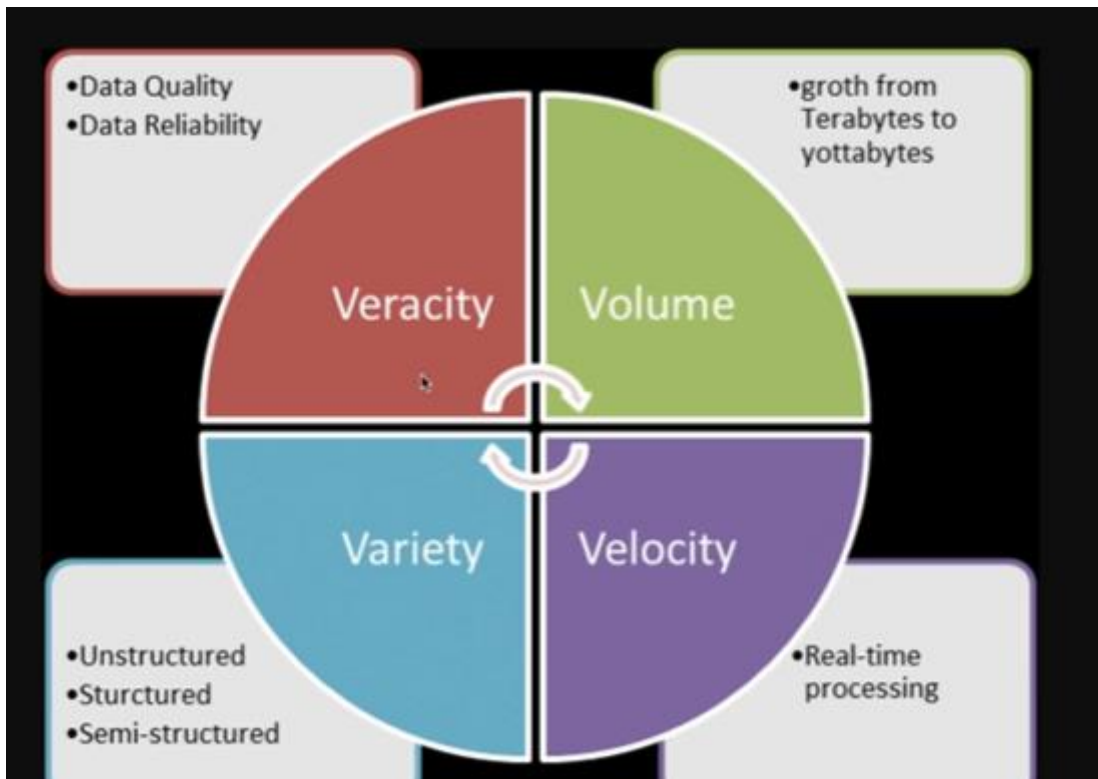 •Data Quality
•Data Reliability
•groth from
Terabytes to
yottabytes
Veracity
Volume
Variety
Velocity
•Unstructured
•Sturctured
•Semi-structured
•Real-time
processing